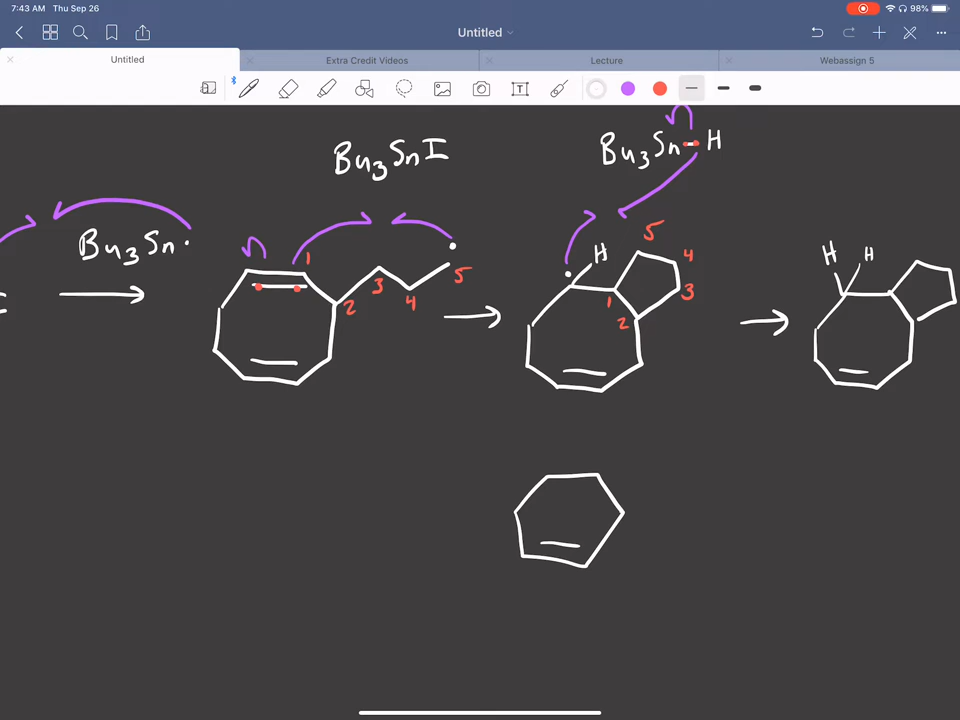 7:43 AM Thu Sep 26
98%
Untitled
Untitled
Extra Credit Videos
Lecture
Webassign 5
T
Bu₃SnI
Bu₃Sn-H
Bu₃Sn·
1
2
3
4
5
H
1
2
3
4
5
H H